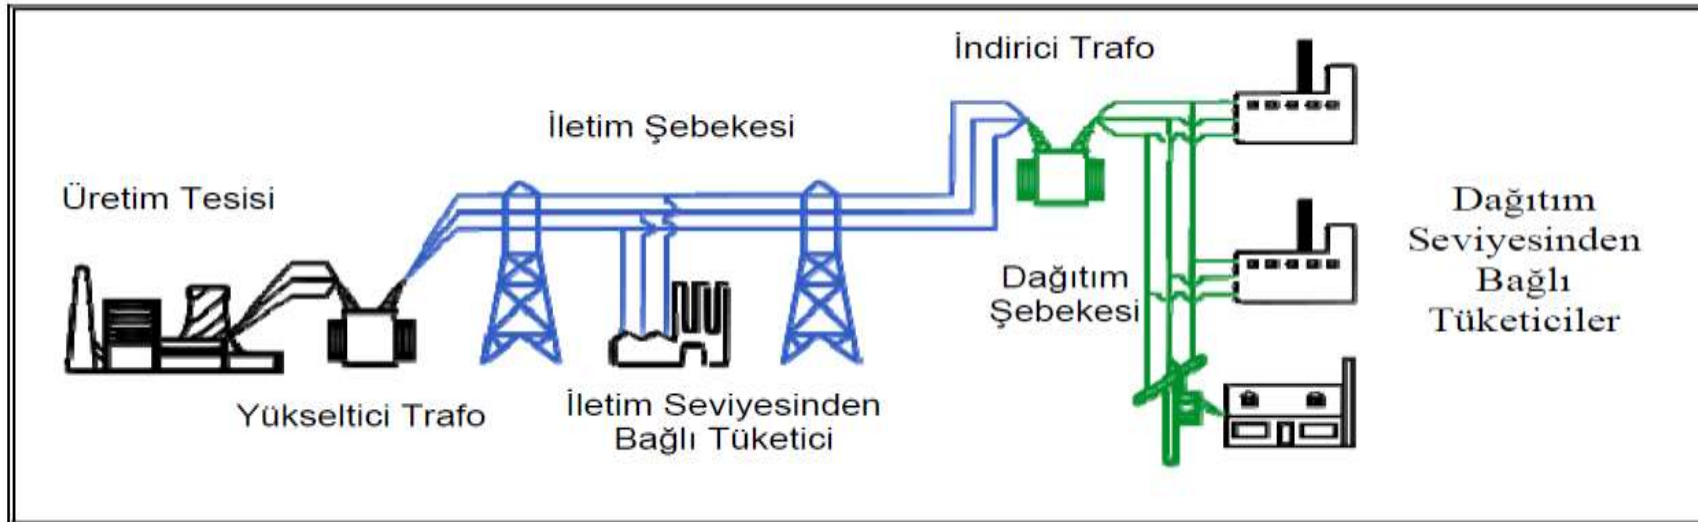 Üretim Tesisi
Yükseltici Trafo
İletim Şebekesi
İletim Seviyesinden
Bağlı Tüketici
İndirici Trafo
Dağıtım
Şebekesi
Dağıtım
Seviyesinden
Bağlı
Tüketiciler